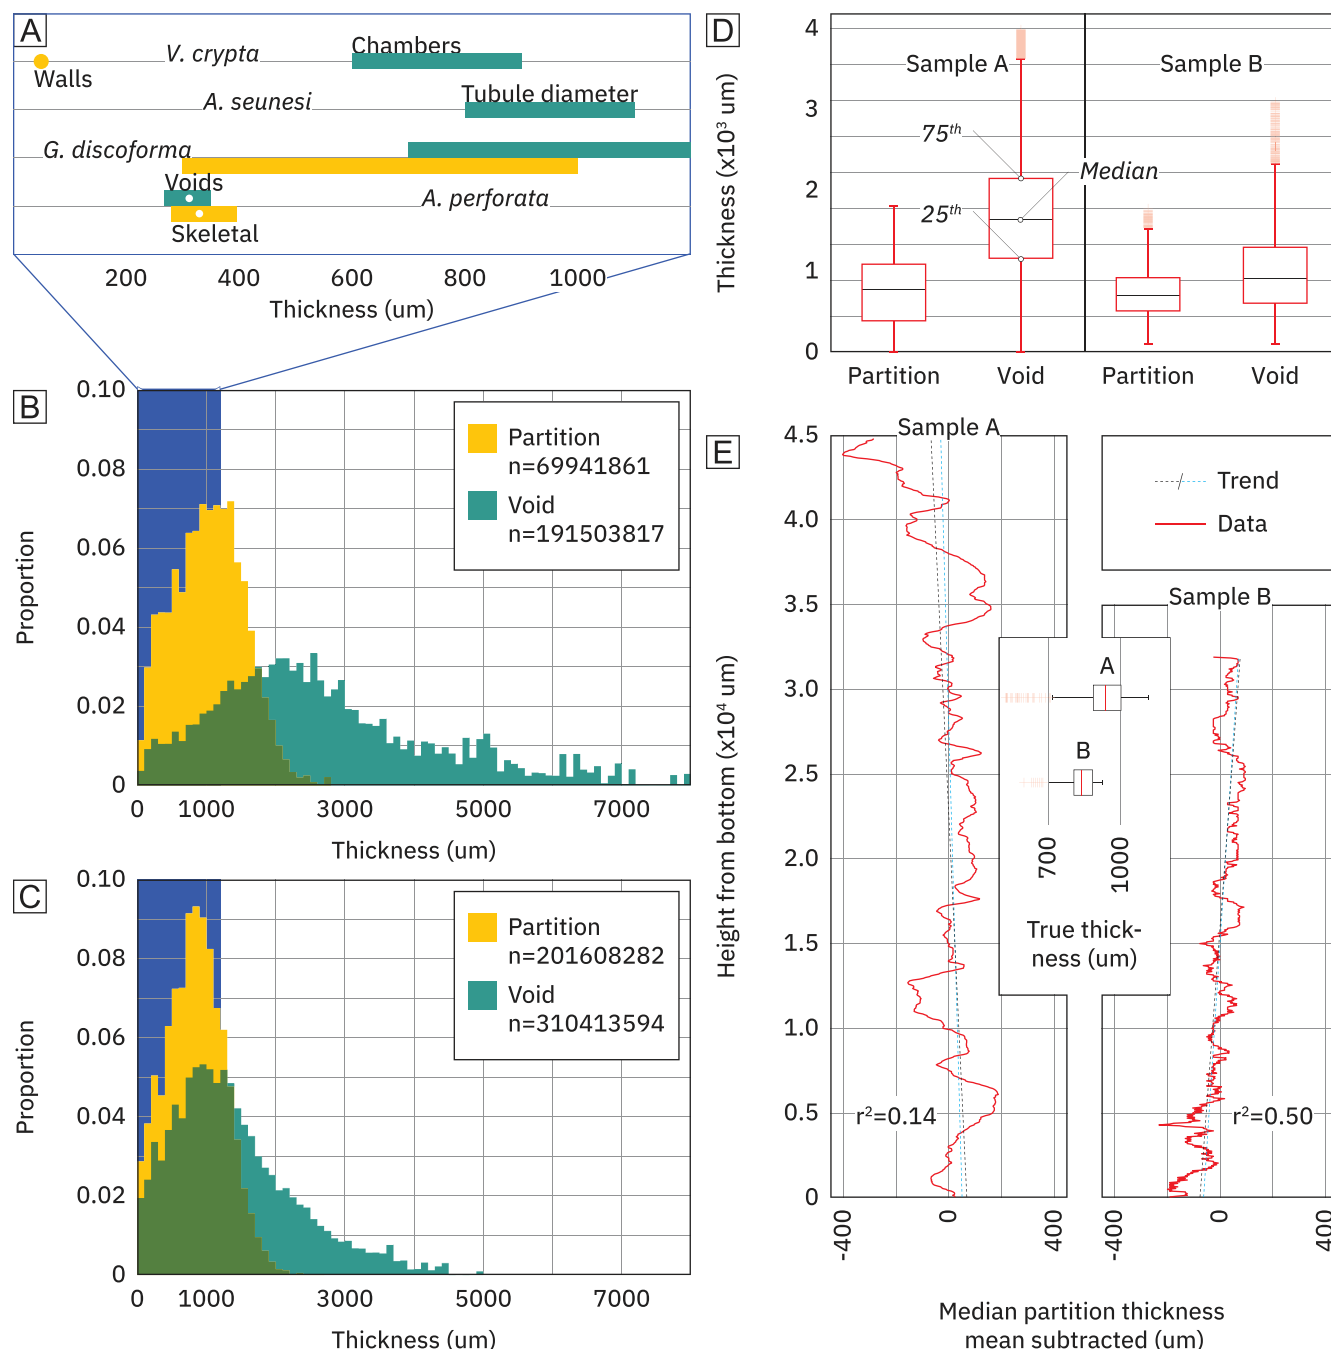 A
V. crypta
Chambers
Walls
A. seunesi
Tubule diameter
G. discoforma
Voids
A. perforata
Skeletal
200 400 600 800 1000
Thickness (um)
B
0.10
0.08
0.06
0.04
0.02
0
Proportion
Partition
n=69941861
Void
n=191503817
0 1000 3000 5000 7000
Thickness (um)
C
0.10
0.08
0.06
0.04
0.02
0
Proportion
Partition
n=201608282
Void
n=310413594
0 1000 3000 5000 7000
Thickness (um)
D
4
3
2
1
0
Thickness (x10³ um)
Sample A
Sample B
75th
Median
25th
Partition Void Partition Void
E
Sample A
4.5
4.0
3.5
3.0
2.5
2.0
1.5
1.0
0.5
0
Height from bottom (x10⁴ um)
Trend
Data
Sample B
A
B
700 1000
True thick-
ness (um)
r²=0.14
r²=0.50
-400 0 400 -400 0 400
Median partition thickness
mean subtracted (um)